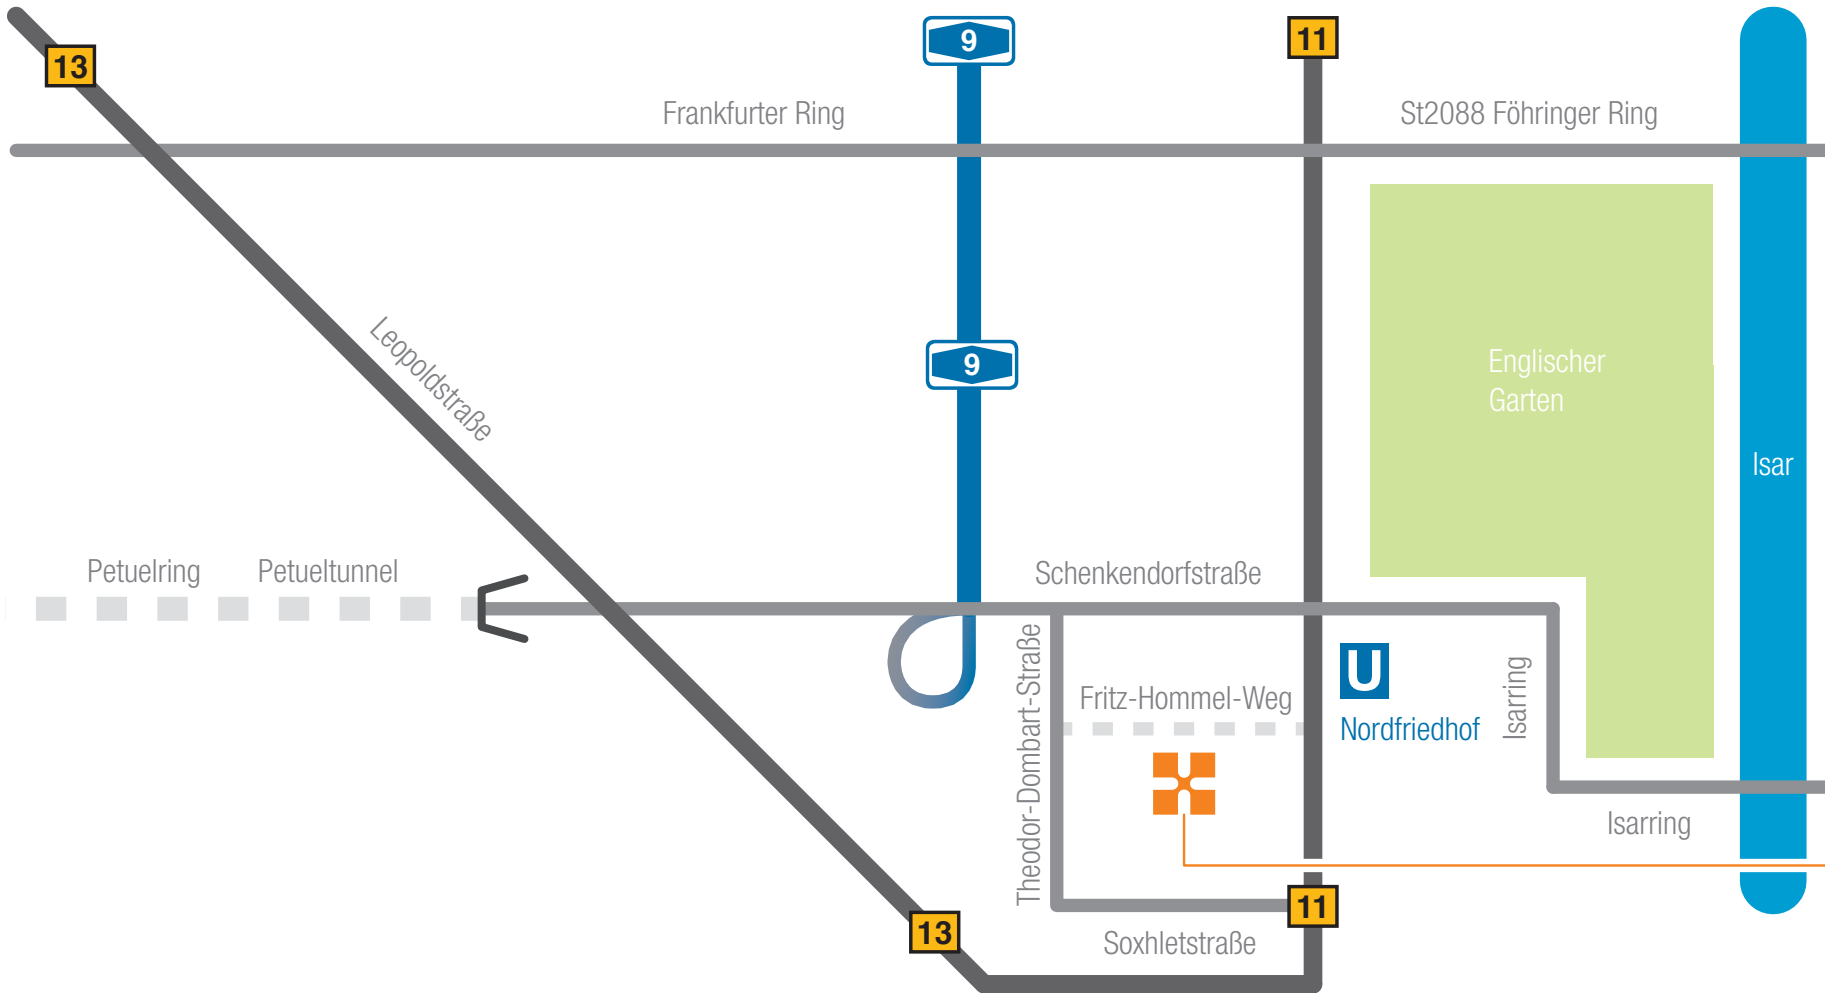 9
11
13
Frankfurter Ring
St2088 Föhringer Ring
Leopoldstraße
9
Englischer
Garten
Isar
Petuelring
Petueltunnel
Schenkendorfstraße
Theodor-Dombart-Straße
Fritz-Hommel-Weg
U
Nordfriedhof
Isarring
Isarring
11
13
Soxhletstraße